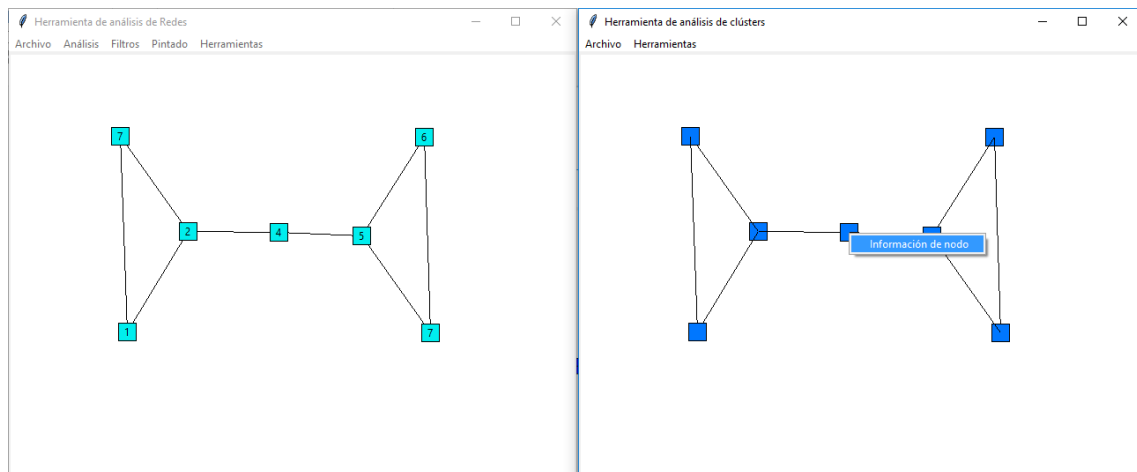 Herramienta de análisis de Redes
Archivo Análisis Filtros Pintado Herramientas
7
6
2
4
5
1
7
Herramienta de análisis de clústers
Archivo Herramientas
Información de nodo